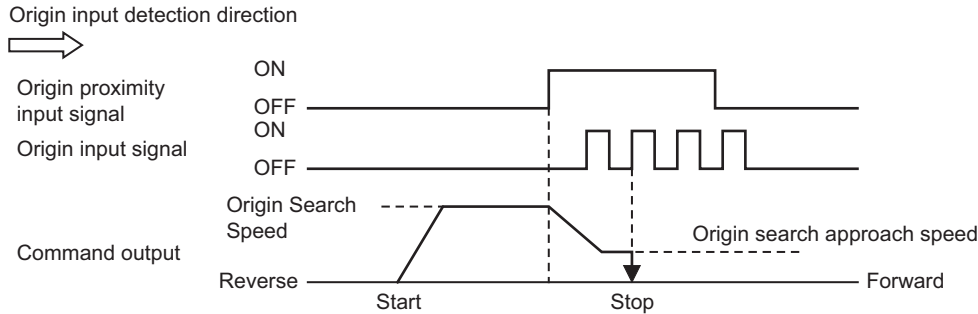 Origin input detection direction
ON
Origin proximity
input signal
OFF
ON
Origin input signal
OFF
Origin Search
Speed
Origin search approach speed
Command output
Reverse
Forward
Start
Stop